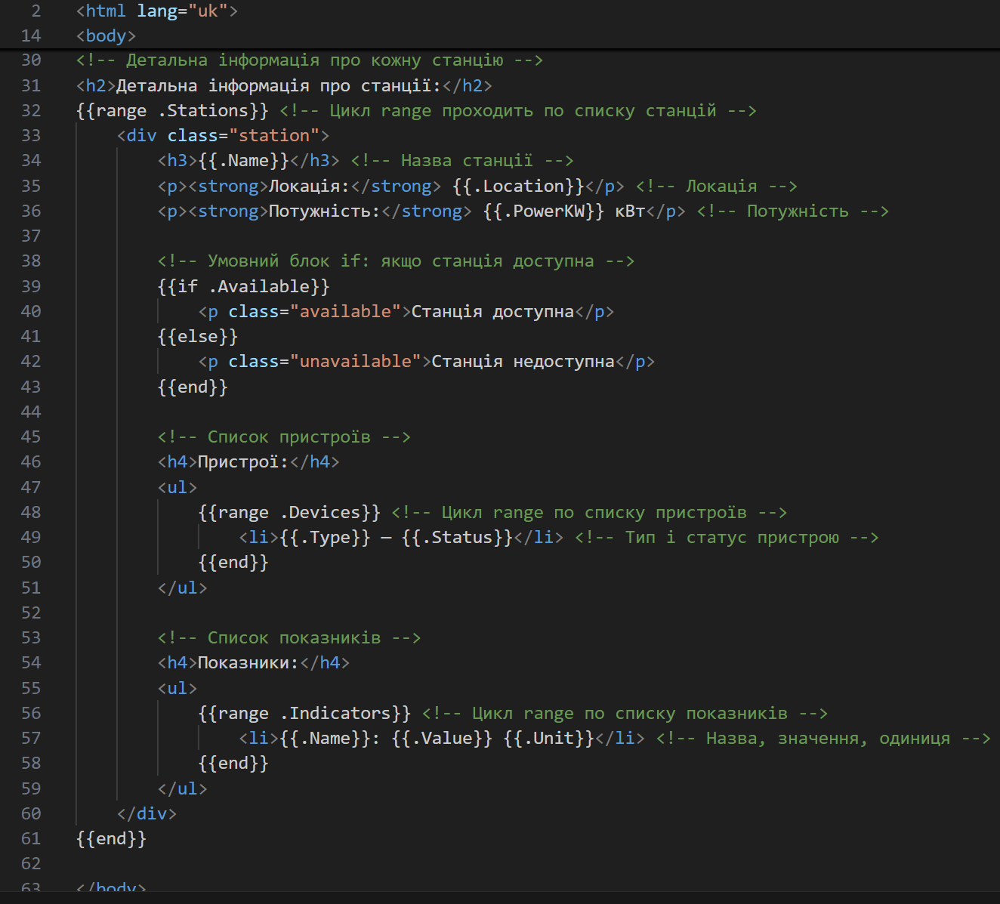 2 <html lang="uk">
14 <body>
30 <!-- Детальна інформація про кожну станцію -->
31 <h2>Детальна інформація про станції:</h2>
32 {{range .Stations}} <!-- Цикл range проходить по списку станцій -->
33 <div class="station">
34 <h3>{{.Name}}</h3> <!-- Назва станції -->
35 <p><strong>Локація:</strong> {{.Location}}</p> <!-- Локація -->
36 <p><strong>Потужність:</strong> {{.PowerKW}} кВт</p> <!-- Потужність -->
37
38 <!-- Умовний блок if: якщо станція доступна -->
39 {{if .Available}}
40 <p class="available">Станція доступна</p>
41 {{else}}
42 <p class="unavailable">Станція недоступна</p>
43 {{end}}
44
45 <!-- Список пристроїв -->
46 <h4>Пристрої:</h4>
47 <ul>
48 {{range .Devices}} <!-- Цикл range по списку пристроїв -->
49 <li>{{.Type}} – {{.Status}}</li> <!-- Тип і статус пристрою -->
50 {{end}}
51 </ul>
52
53 <!-- Список показників -->
54 <h4>Показники:</h4>
55 <ul>
56 {{range .Indicators}} <!-- Цикл range по списку показників -->
57 <li>{{.Name}}: {{.Value}} {{.Unit}}</li> <!-- Назва, значення, одиниця -->
58 {{end}}
59 </ul>
60 </div>
61 {{end}}
62
63 </body>